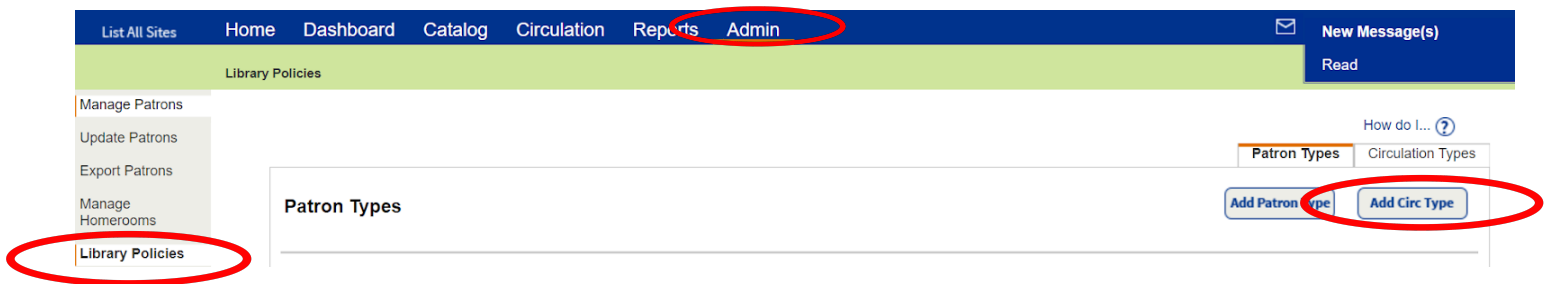 List All Sites Home Dashboard Catalog Circulation Reports Admin New Message(s)
Library Policies Read
Manage Patrons
Update Patrons
Export Patrons
Manage
Homerooms
Library Policies
How do I... ?
Patron Types Circulation Types
Patron Types Add Patron Type Add Circ Type